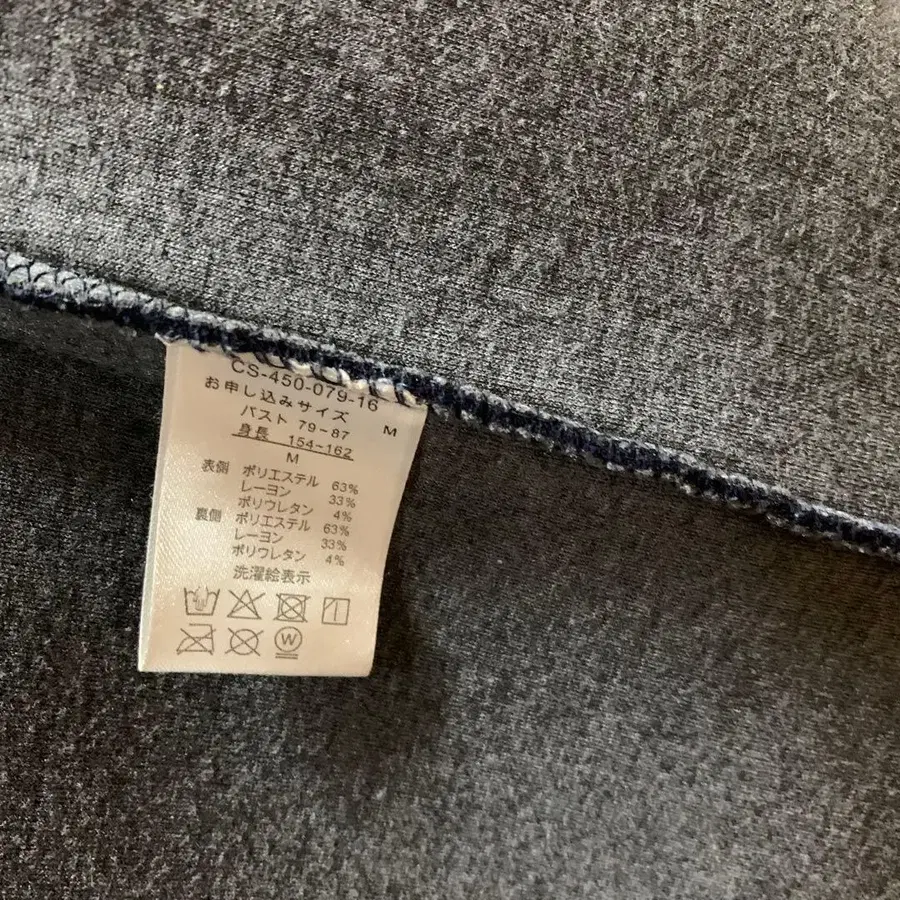 CS-450-079-16
お申し込みサイズ M
バスト 79-87
身長 154-162
M
表側 ポリエステル 63%
レーヨン 33%
ポリウレタン 4%
裏側 ポリエステル 63%
レーヨン 33%
ポリウレタン 4%
洗濯絵表示
W